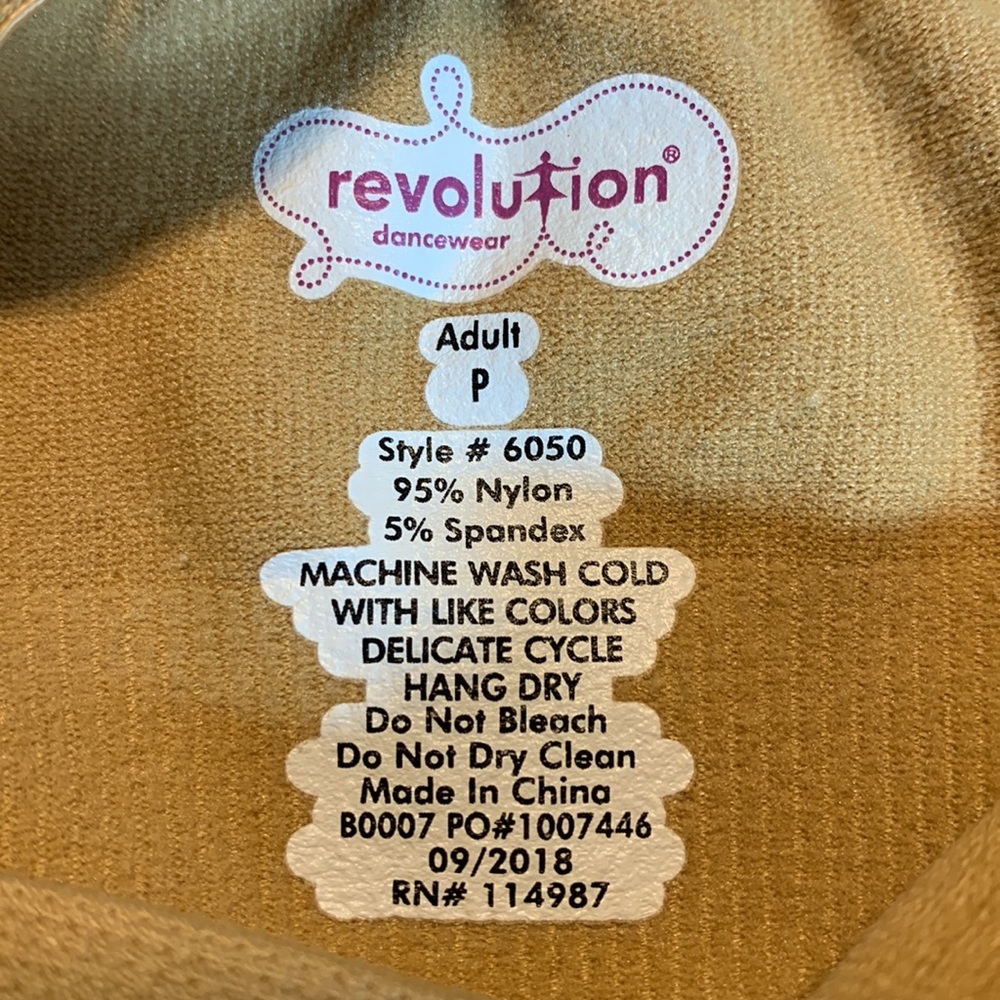 revolution®
dancewear
Adult
P
Style # 6050
95% Nylon
5% Spandex
MACHINE WASH COLD
WITH LIKE COLORS
DELICATE CYCLE
HANG DRY
Do Not Bleach
Do Not Dry Clean
Made In China
B0007 PO#1007446
09/2018
RN# 114987